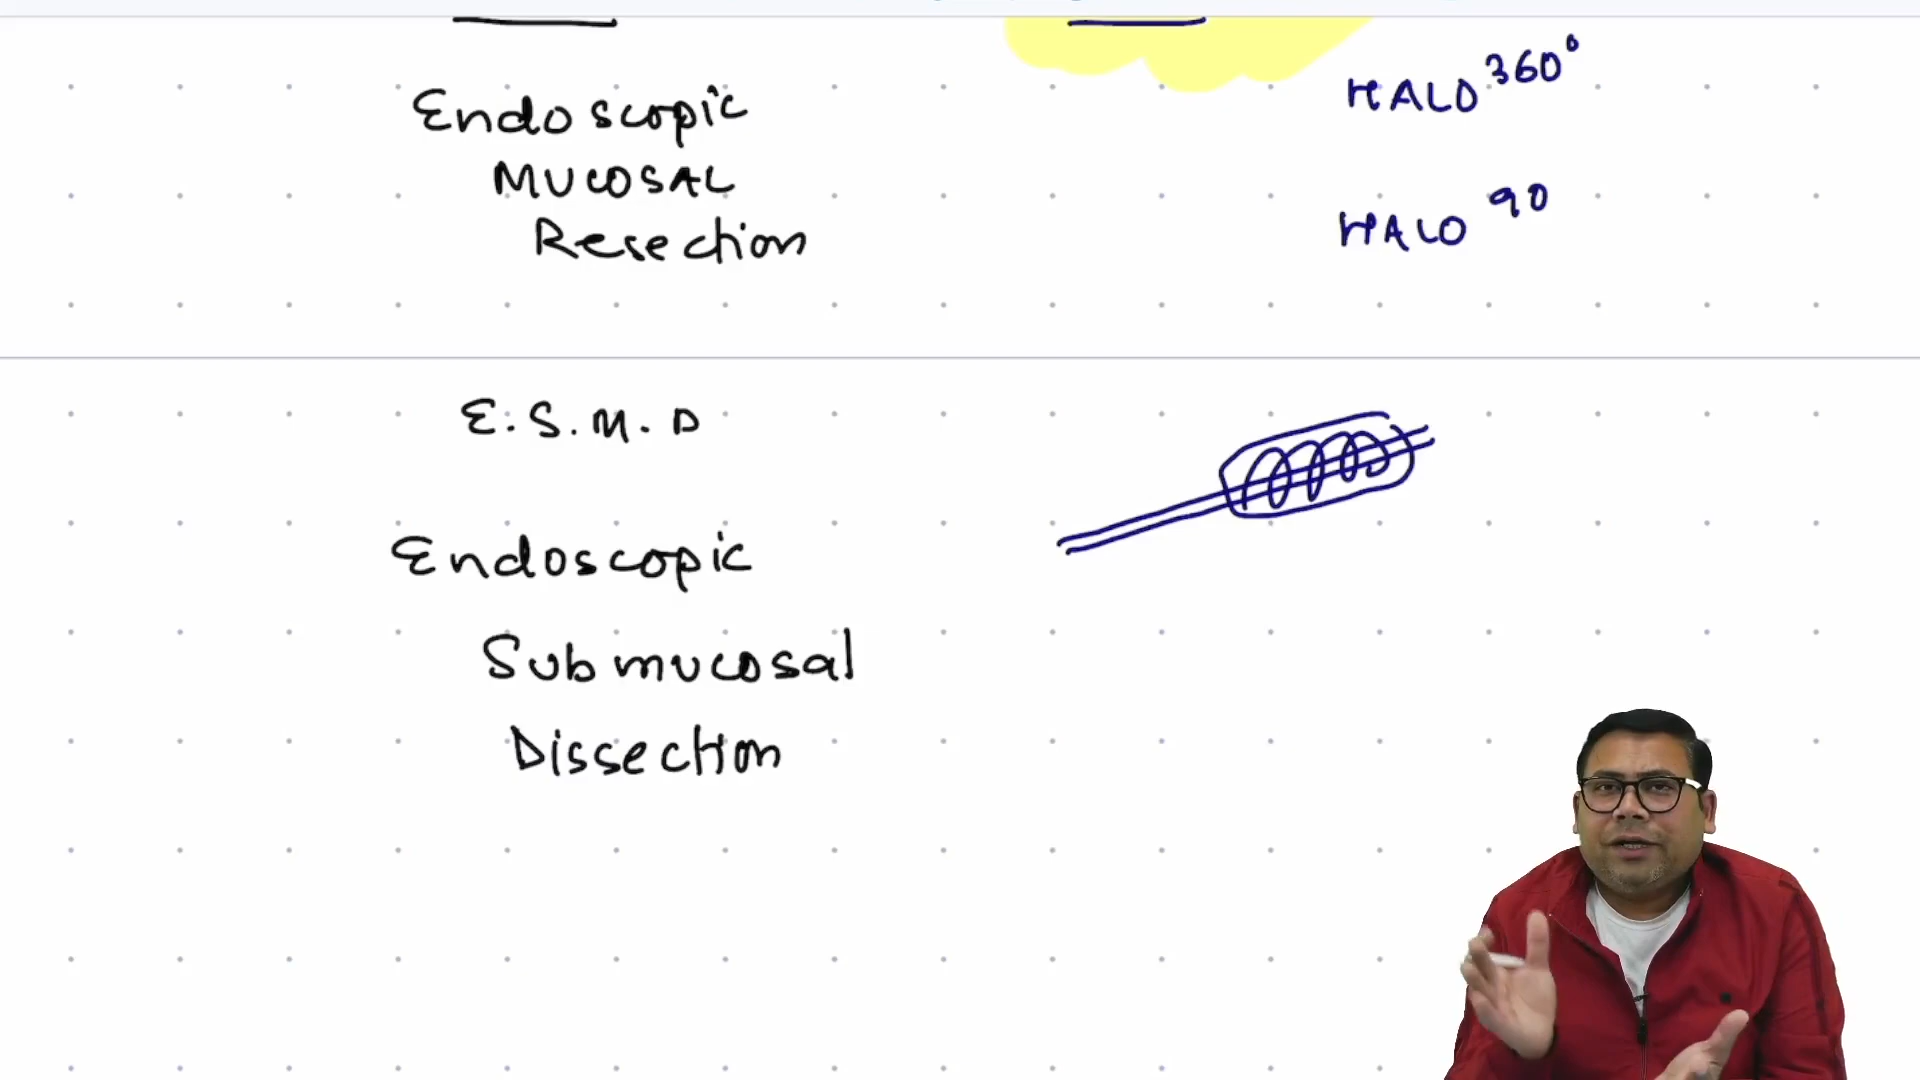 Endoscopic
MUCOSAL
Resection
HALO 360°
HALO 90
E.S.M.D
Endoscopic
Submucosal
Dissection